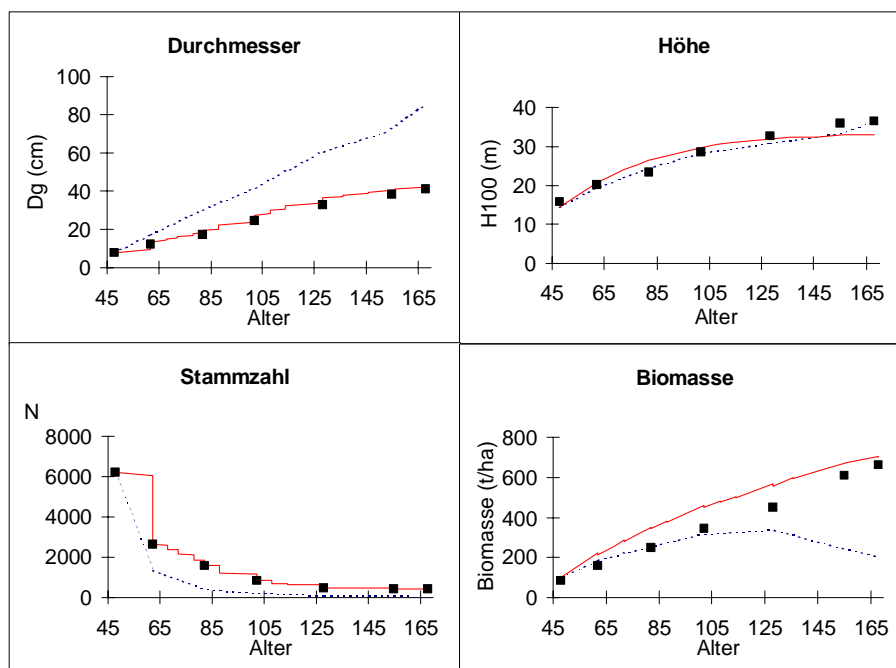 Durchmesser
Dg (cm)
100
80
60
40
20
0
45 65 85 105 125 145 165
Alter
Höhe
H100 (m)
40
30
20
10
0
45 65 85 105 125 145 165
Alter
Stammzahl
N
8000
6000
4000
2000
0
45 65 85 105 125 145 165
Alter
Biomasse
Biomasse (t/ha)
800
600
400
200
0
45 65 85 105 125 145 165
Alter